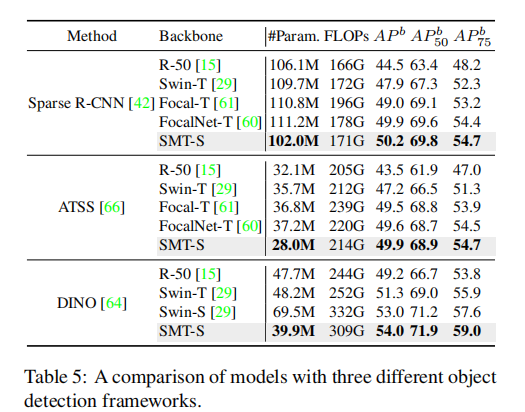 Method Backbone #Param. FLOPs AP^b AP^b_50 AP^b_75
R-50 [15] 106.1M 166G 44.5 63.4 48.2
Swin-T [29] 109.7M 172G 47.9 67.3 52.3
Sparse R-CNN [42] Focal-T [61] 110.8M 196G 49.0 69.1 53.2
FocalNet-T [60] 111.2M 178G 49.9 69.6 54.4
SMT-S 102.0M 171G 50.2 69.8 54.7
R-50 [15] 32.1M 205G 43.5 61.9 47.0
Swin-T [29] 35.7M 212G 47.2 66.5 51.3
ATSS [66] Focal-T [61] 36.8M 239G 49.5 68.8 53.9
FocalNet-T [60] 37.2M 220G 49.6 68.7 54.5
SMT-S 28.0M 214G 49.9 68.9 54.7
R-50 [15] 47.7M 244G 49.2 66.7 53.8
Swin-T [29] 48.2M 252G 51.3 69.0 55.9
DINO [64] Swin-S [29] 69.5M 332G 53.0 71.2 57.6
SMT-S 39.9M 309G 54.0 71.9 59.0
Table 5: A comparison of models with three different object
detection frameworks.